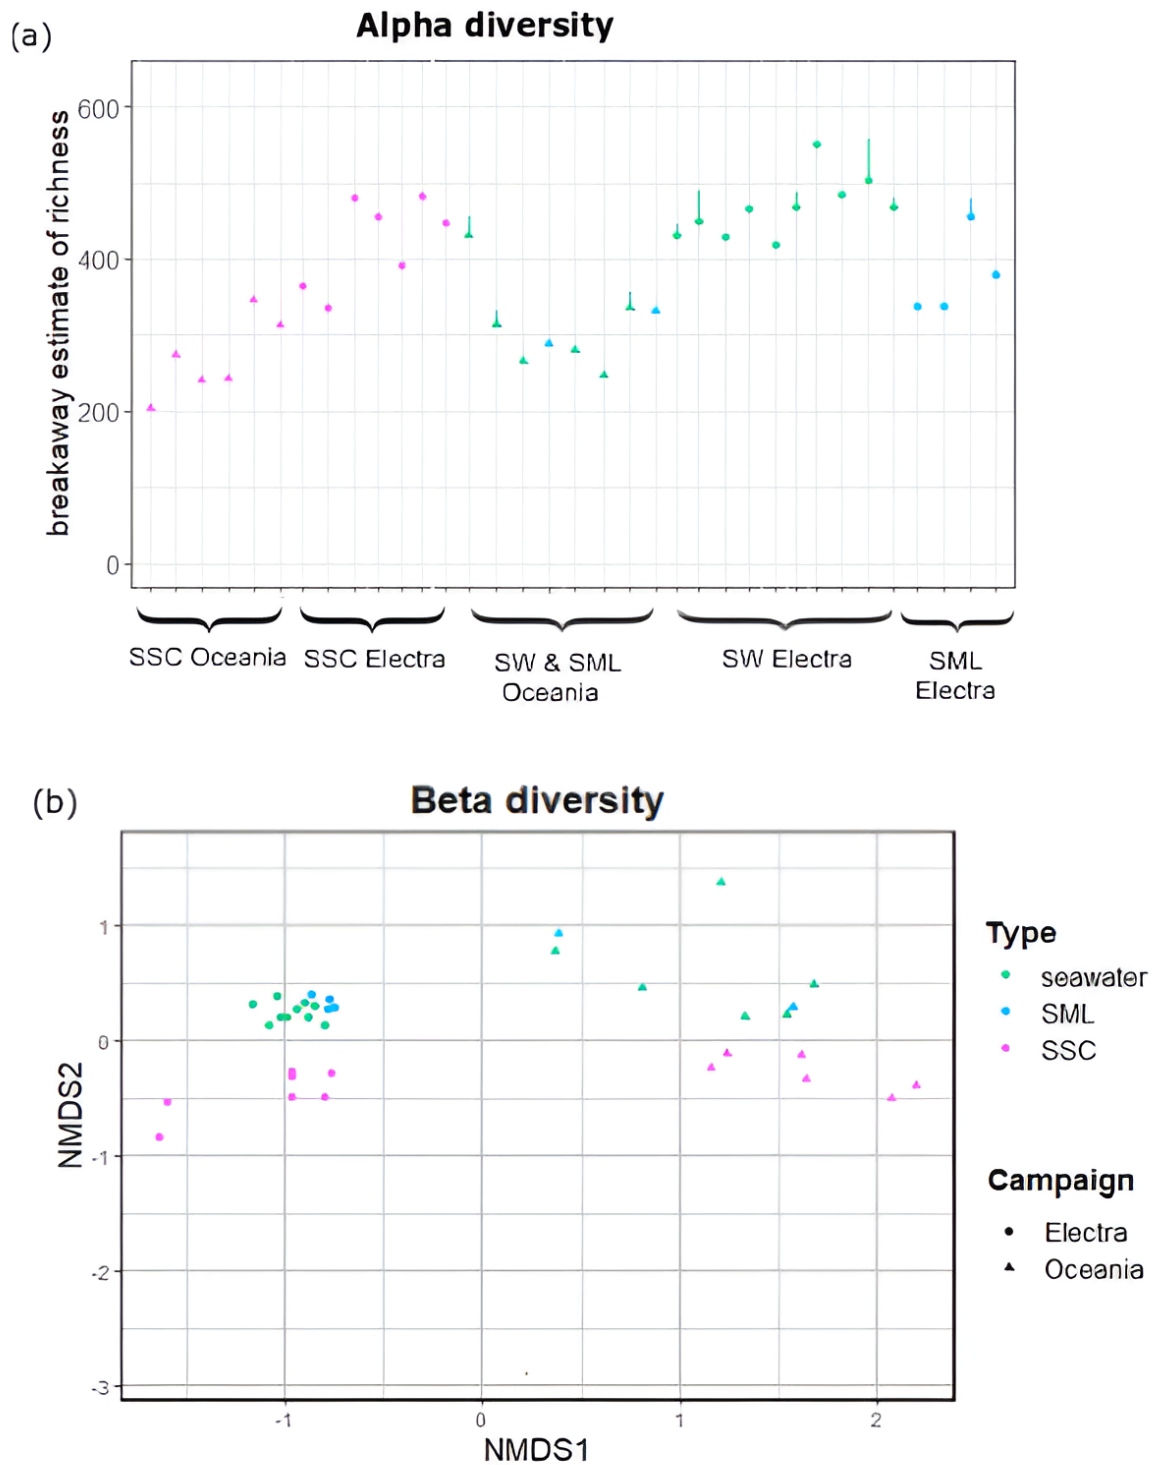 (a)
Alpha diversity
breakaway estimate of richness
600
400
200
0
SSC Oceania
SSC Electra
SW & SML
Oceania
SW Electra
SML
Electra
(b)
Beta diversity
NMDS2
1
0
-1
-2
-3
-1
0
1
2
NMDS1
Type
seawater
SML
SSC
Campaign
Electra
Oceania